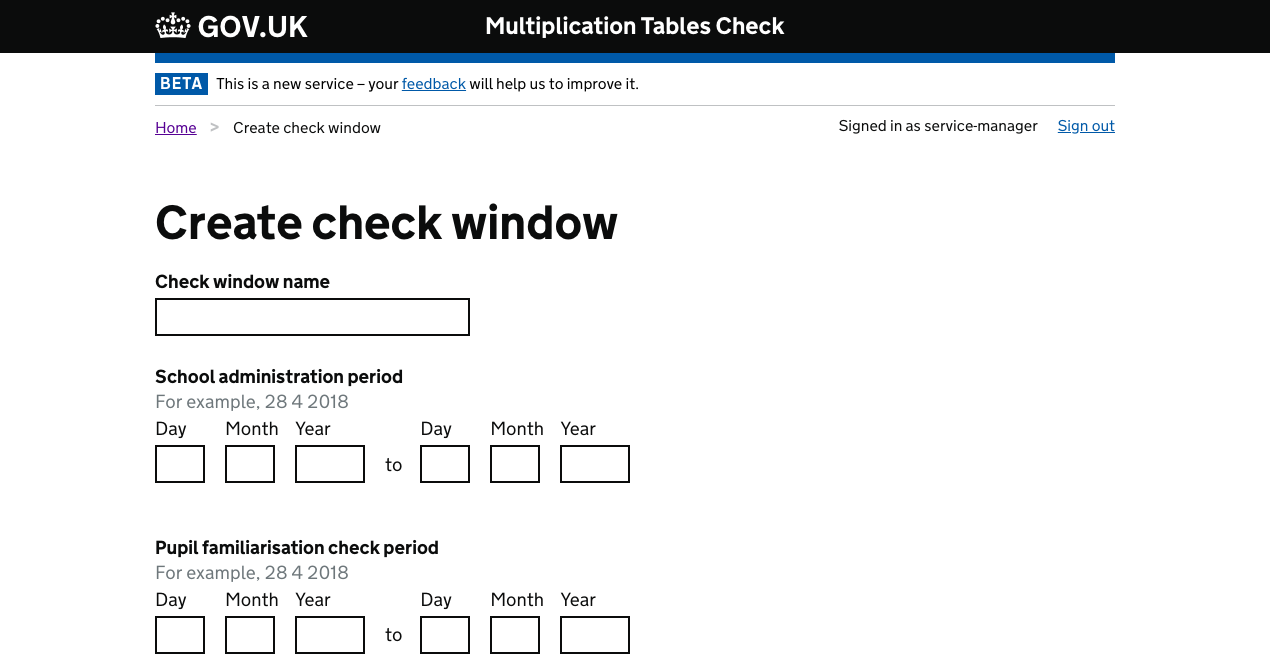 GOV.UK Multiplication Tables Check
BETA This is a new service – your feedback will help us to improve it.
Home > Create check window Signed in as service-manager Sign out
Create check window
Check window name
School administration period
For example, 28 4 2018
Day Month Year Day Month Year
to
Pupil familiarisation check period
For example, 28 4 2018
Day Month Year Day Month Year
to